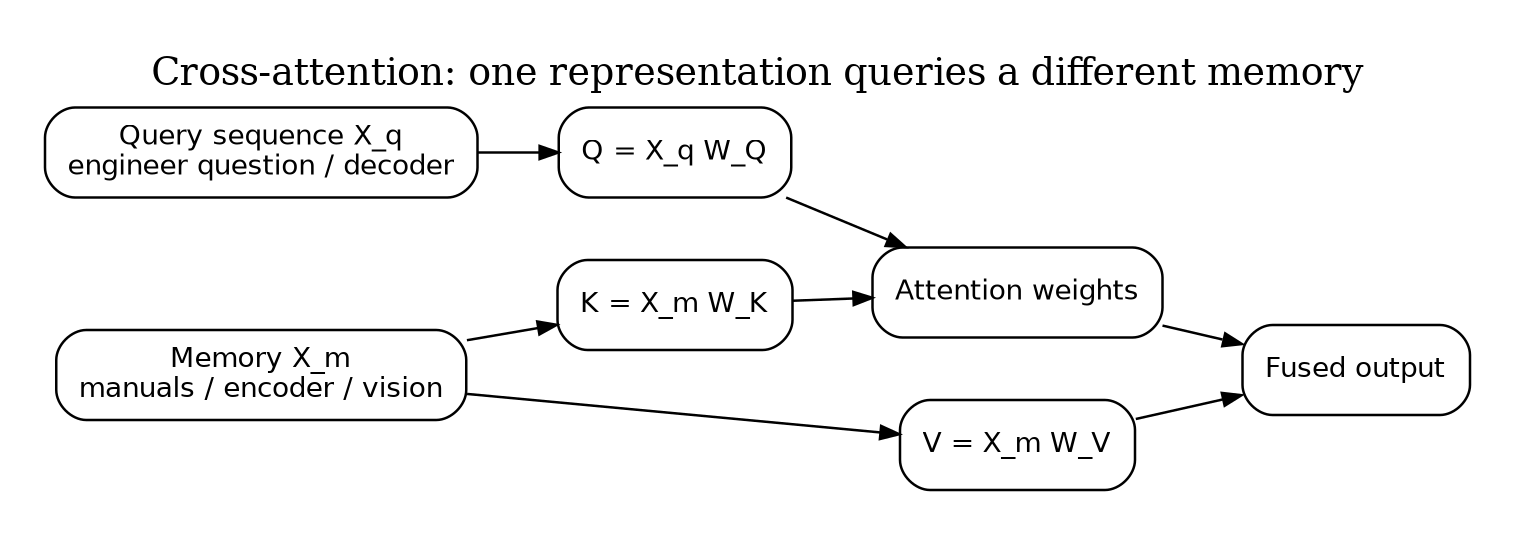 Cross-attention: one representation queries a different memory
Query sequence X_q
engineer question / decoder
Q = X_q W_Q
K = X_m W_K
Attention weights
Memory X_m
manuals / encoder / vision
Fused output
V = X_m W_V